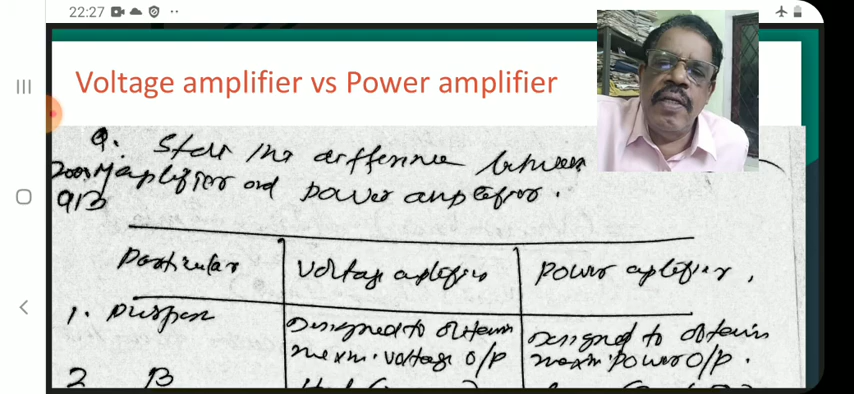 22:27
Voltage amplifier vs Power amplifier
Q. State the difference between
amplifier and power amplifier.
Particular Voltage amplifier Power amplifier,
1. Purpose Designed to obtain Designed to obtain
maxm. voltage o/p maxm. power o/p.
2 B